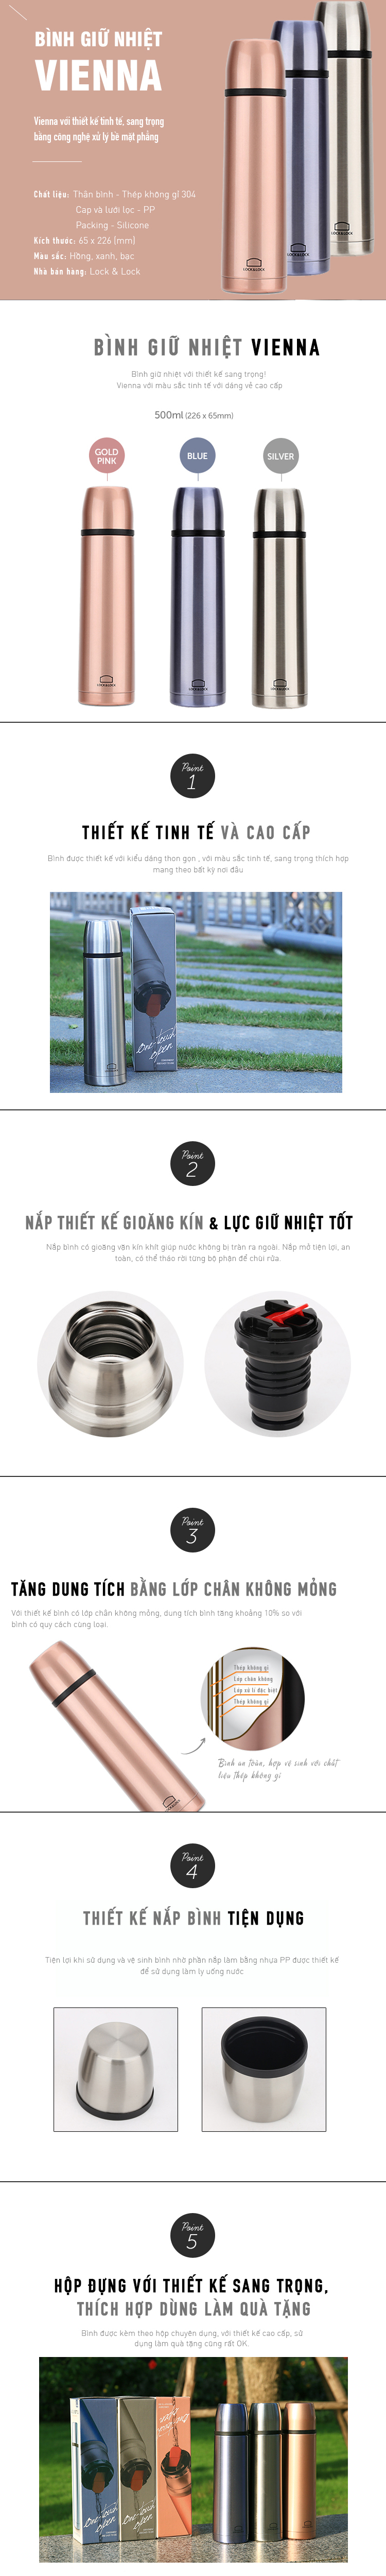 BÌNH GIỮ NHIỆT
VIENNA
Vienna với thiết kế tinh tế, sang trọng
bằng công nghệ xử lý bề mặt phẳng
Chất liệu: Thân bình - Thép không gỉ 304
Cap và lưới lọc - PP
Packing - Silicone
Kích thước: 65 x 226 (mm)
Màu sắc: Hồng, xanh, bạc
Nhà bán hàng: Lock & Lock
LOCK&LOCK
LOCK&LOCK
LOCK&LOCK
BÌNH GIỮ NHIỆT VIENNA
Bình giữ nhiệt với thiết kế sang trọng!
Vienna với màu sắc tinh tế với dáng vẻ cao cấp
500ml (226 x 65mm)
GOLD
PINK
BLUE
SILVER
LOCK&LOCK
LOCK&LOCK
LOCK&LOCK
Point
1
THIẾT KẾ TINH TẾ VÀ CAO CẤP
Bình được thiết kế với kiểu dáng thon gọn , với màu sắc tinh tế, sang trọng thích hợp
mang theo bất kỳ nơi đâu
One-touch
open
Point
2
NẮP THIẾT KẾ GIOĂNG KÍN & LỰC GIỮ NHIỆT TỐT
Nắp bình có gioăng vặn kín khít giúp nước không bị tràn ra ngoài. Nắp mở tiện lợi, an
toàn, có thể tháo rời từng bộ phận để chùi rửa.
Point
3
TĂNG DUNG TÍCH BẰNG LỚP CHÂN KHÔNG MỎNG
Với thiết kế bình có lớp chân không mỏng, dung tích bình tăng khoảng 10% so với
bình có quy cách cùng loại.
Thép không gỉ
Lớp chân không
Lớp xử lí đặc biệt
Thép không gỉ
Bình an toàn, hợp vệ sinh với chất
liệu thép không gỉ
Point
4
THIẾT KẾ NẮP BÌNH TIỆN DỤNG
Tiện lợi khi sử dụng và vệ sinh bình nhờ phần nắp làm bằng nhựa PP được thiết kế
để sử dụng làm ly uống nước
Point
5
HỘP ĐỰNG VỚI THIẾT KẾ SANG TRỌNG,
THÍCH HỢP DÙNG LÀM QUÀ TẶNG
Bình được kèm theo hộp chuyên dụng, với thiết kế cao cấp, sử
dụng làm quà tặng cũng rất OK.
One-touch
open
One-touch
open
One-touch
open